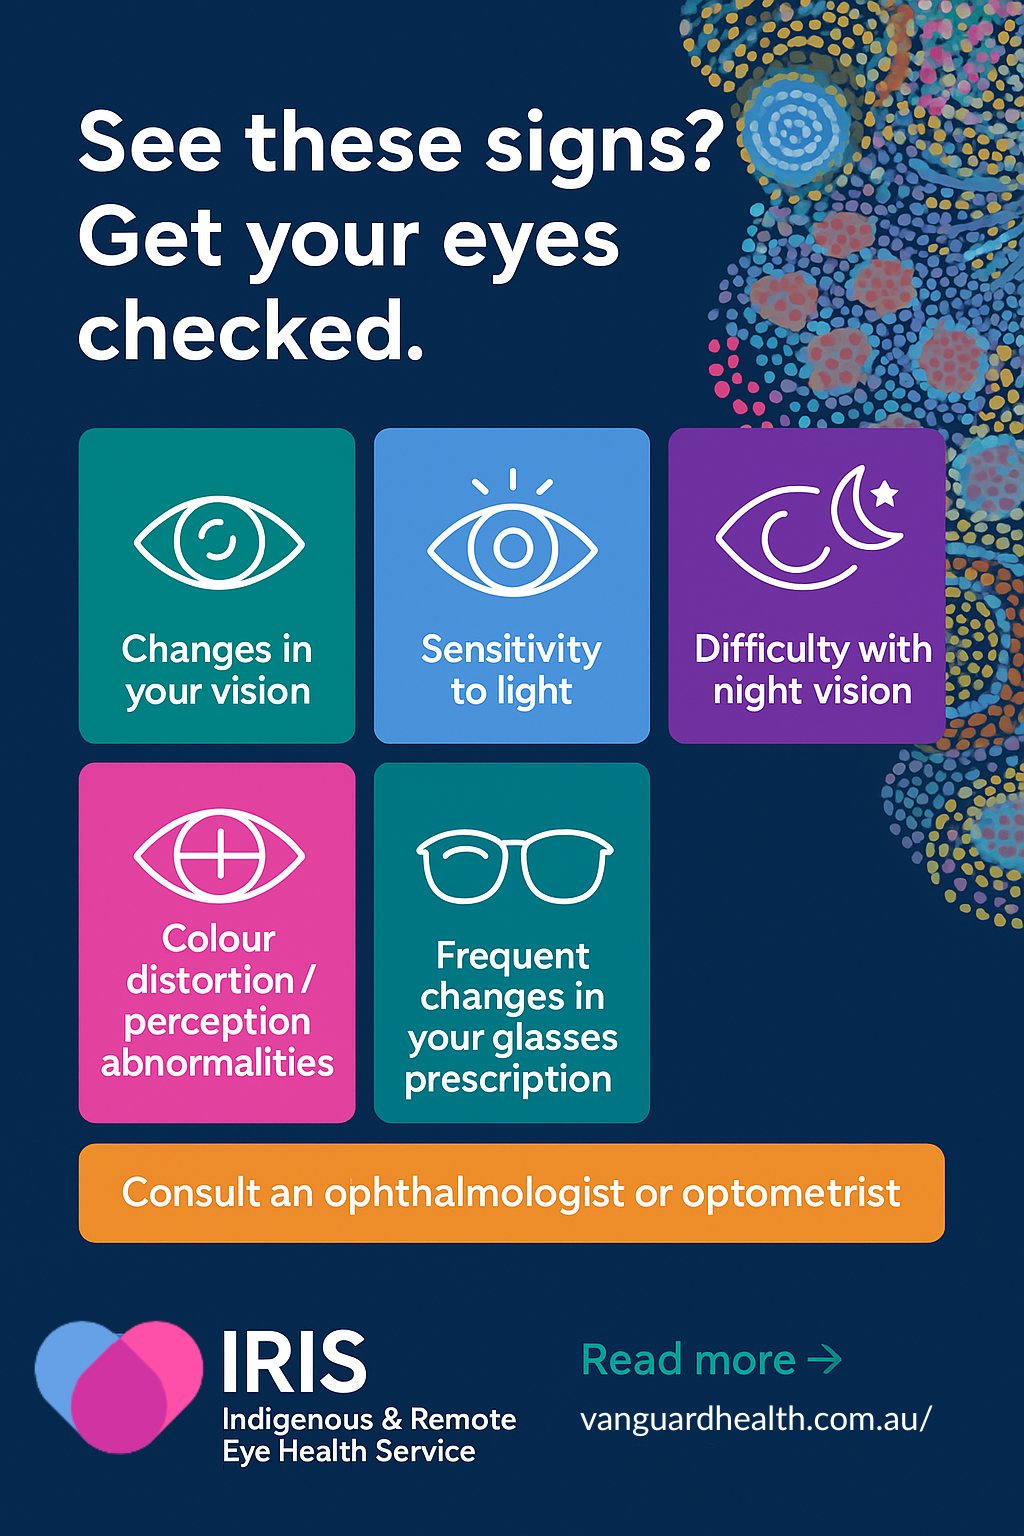 See these signs?
Get your eyes
checked.
Changes in
your vision
Sensitivity
to light
Difficulty with
night vision
Colour
distortion /
perception
abnormalities
Frequent
changes in
your glasses
prescription
Consult an ophthalmologist or optometrist
IRIS
Indigenous & Remote
Eye Health Service
Read more →
vanguardhealth.com.au/